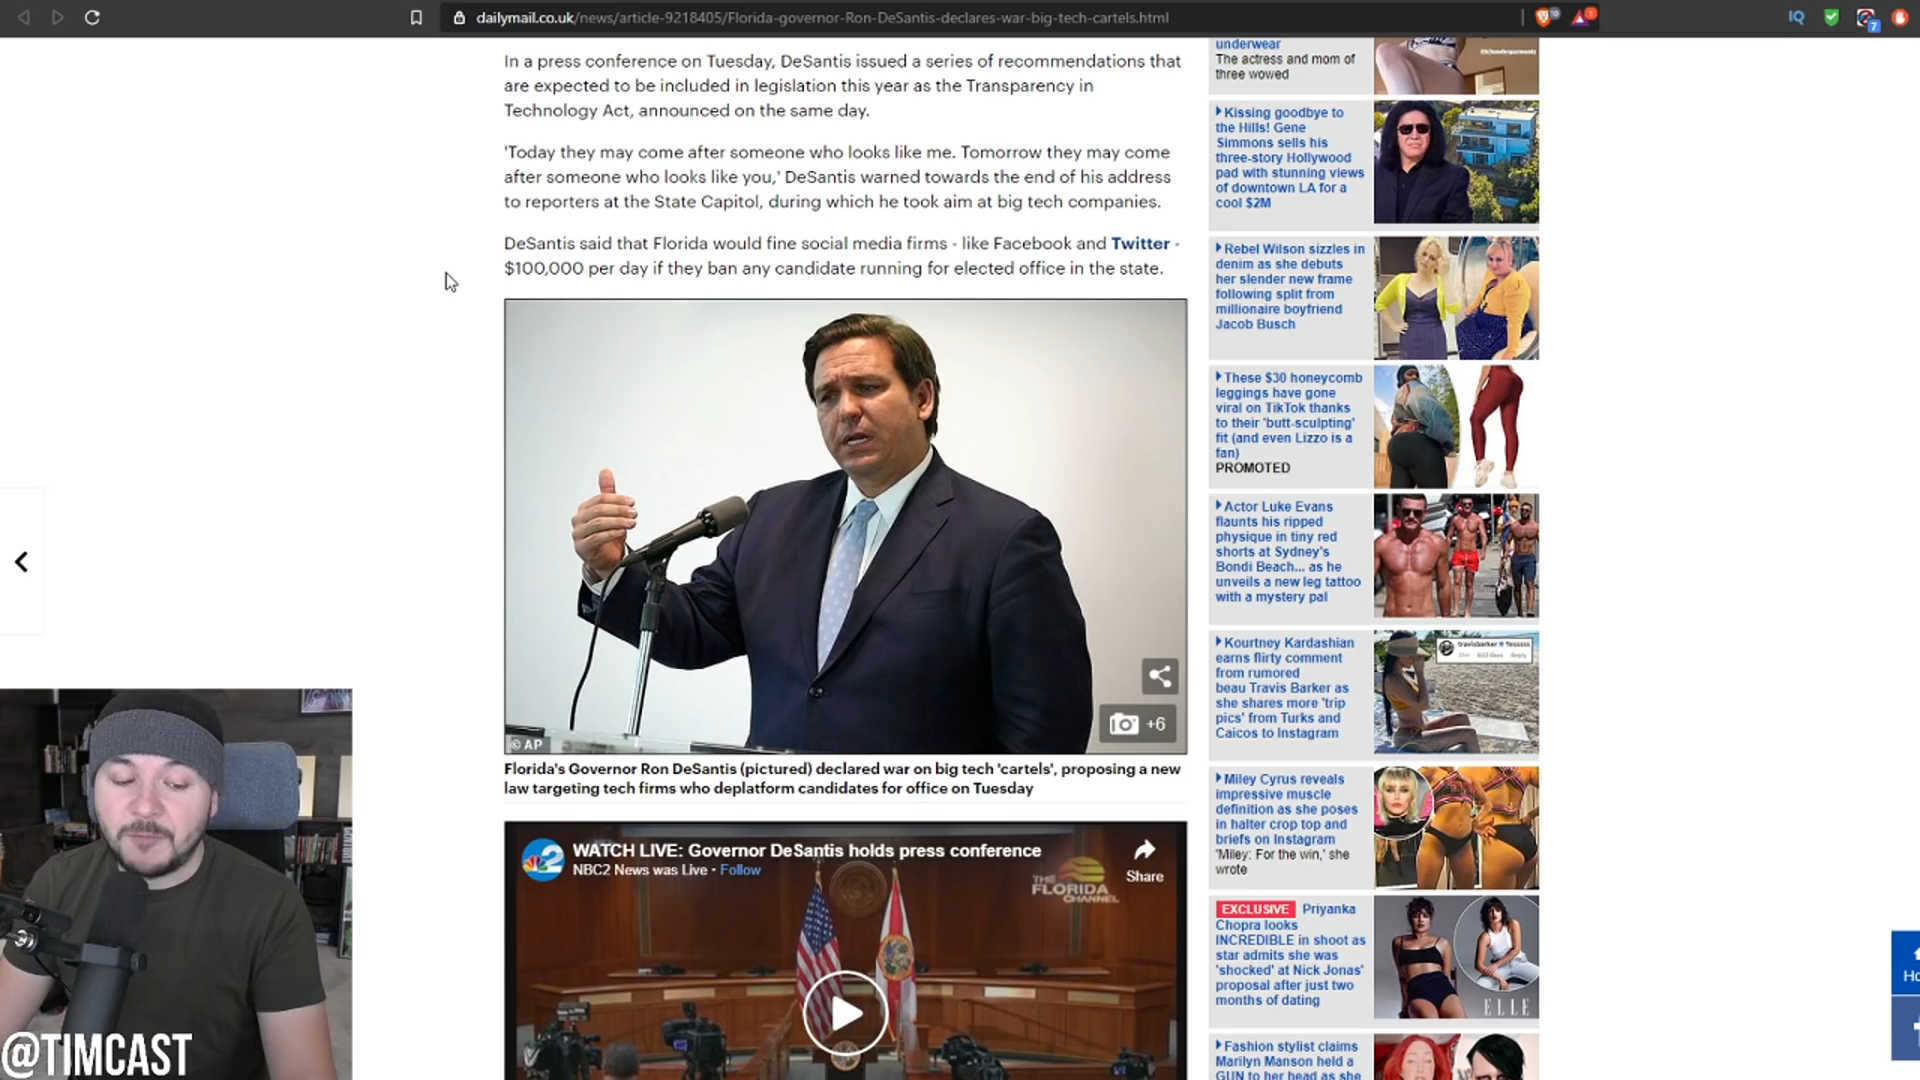 dailymail.co.uk/news/article-9218405/Florida-governor-Ron-DeSantis-declares-war-big-tech-cartels.html
In a press conference on Tuesday, DeSantis issued a series of recommendations that
are expected to be included in legislation this year as the Transparency in
Technology Act, announced on the same day.
'Today they may come after someone who looks like me. Tomorrow they may come
after someone who looks like you,' DeSantis warned towards the end of his address
to reporters at the State Capitol, during which he took aim at big tech companies.
DeSantis said that Florida would fine social media firms - like Facebook and Twitter -
$100,000 per day if they ban any candidate running for elected office in the state.
+6
© AP
Florida's Governor Ron DeSantis (pictured) declared war on big tech 'cartels', proposing a new
law targeting tech firms who deplatform candidates for office on Tuesday
WATCH LIVE: Governor DeSantis holds press conference
NBC2 News was Live · Follow
Share
THE
FLORIDA
CHANNEL
@TIMCAST
underwear
The actress and mom of
three wowed
Kissing goodbye to
the Hills! Gene
Simmons sells his
three-story Hollywood
pad with stunning views
of downtown LA for a
cool $2M
Rebel Wilson sizzles in
denim as she debuts
her slender new frame
following split from
millionaire boyfriend
Jacob Busch
These $30 honeycomb
leggings have gone
viral on TikTok thanks
to their 'butt-sculpting'
fit (and even Lizzo is a
fan)
PROMOTED
Actor Luke Evans
flaunts his ripped
physique in tiny red
shorts at Sydney's
Bondi Beach... as he
unveils a new leg tattoo
with a mystery pal
Kourtney Kardashian
earns flirty comment
from rumored
beau Travis Barker as
she shares more 'trip
pics' from Turks and
Caicos to Instagram
Miley Cyrus reveals
impressive muscle
definition as she poses
in halter crop top and
briefs on Instagram
'Miley: For the win,' she
wrote
EXCLUSIVE Priyanka
Chopra looks
INCREDIBLE in shoot as
star admits she was
'shocked' at Nick Jonas'
proposal after just two
months of dating
ELLE
Fashion stylist claims
Marilyn Manson held a
GUN to her head as she
IQ
7